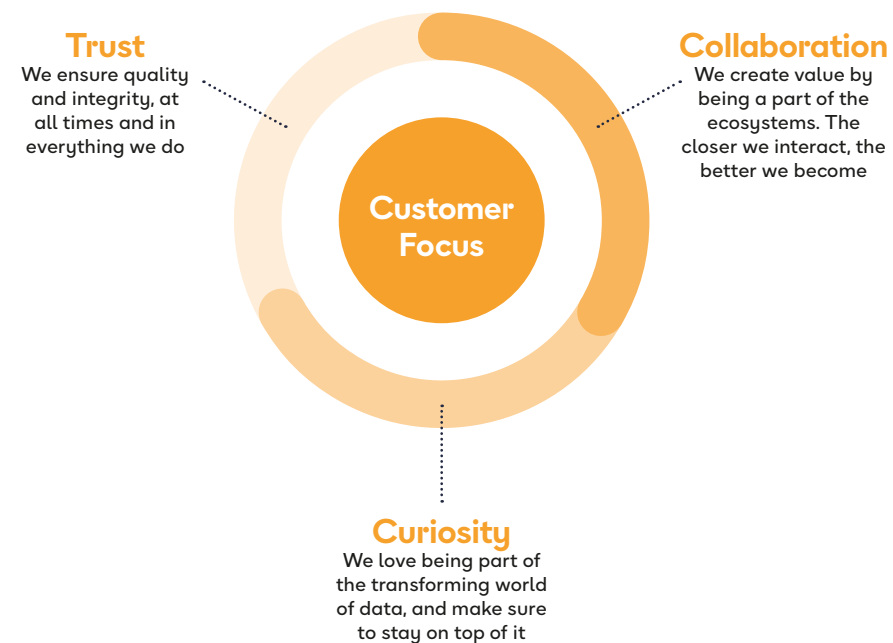 Trust
We ensure quality
and integrity, at
all times and in
everything we do
Collaboration
We create value by
being a part of the
ecosystems. The
closer we interact, the
better we become
Customer
Focus
Curiosity
We love being part of
the transforming world
of data, and make sure
to stay on top of it